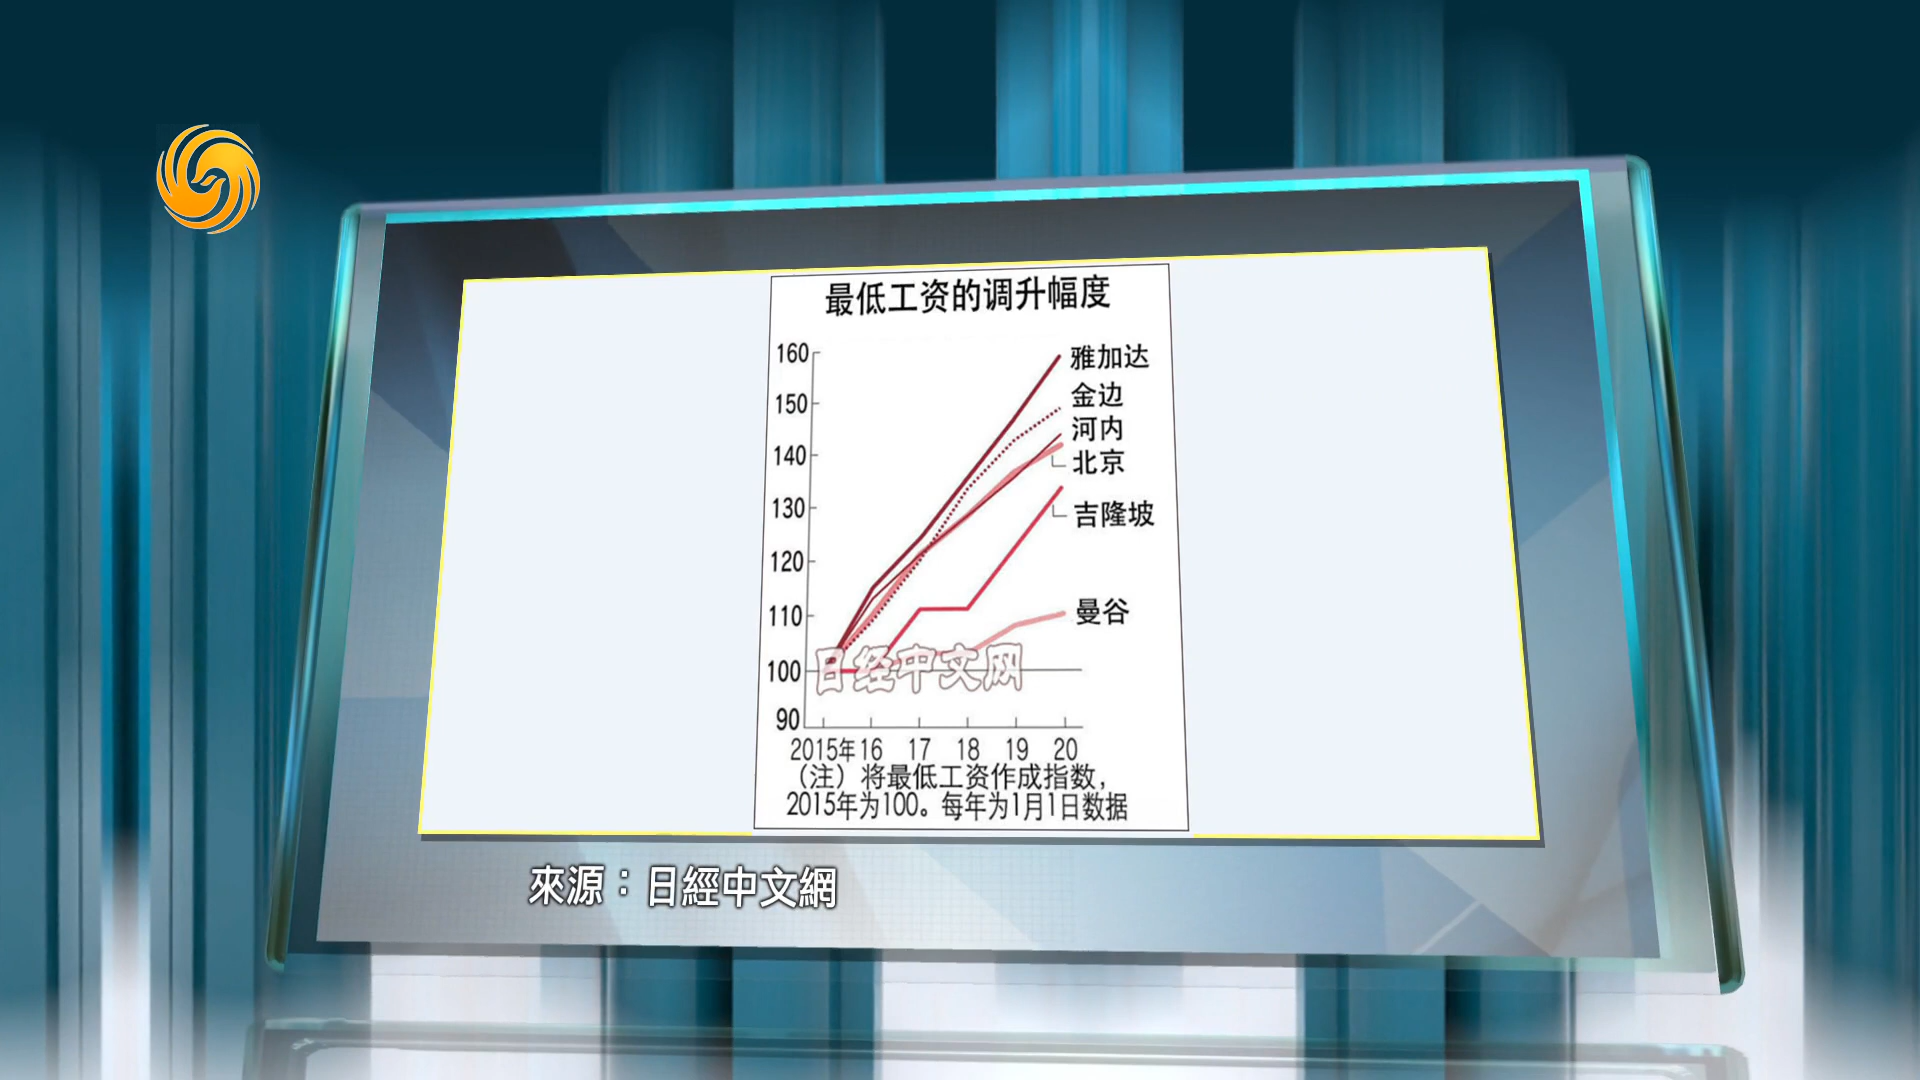 最低工资的调升幅度
160
150
140
130
120
110
100
90
雅加达
金边
河内
北京
吉隆坡
曼谷
日经中文网
2015年 16 17 18 19 20
（注）将最低工资作成指数，
2015年为100。每年为1月1日数据
來源：日經中文網